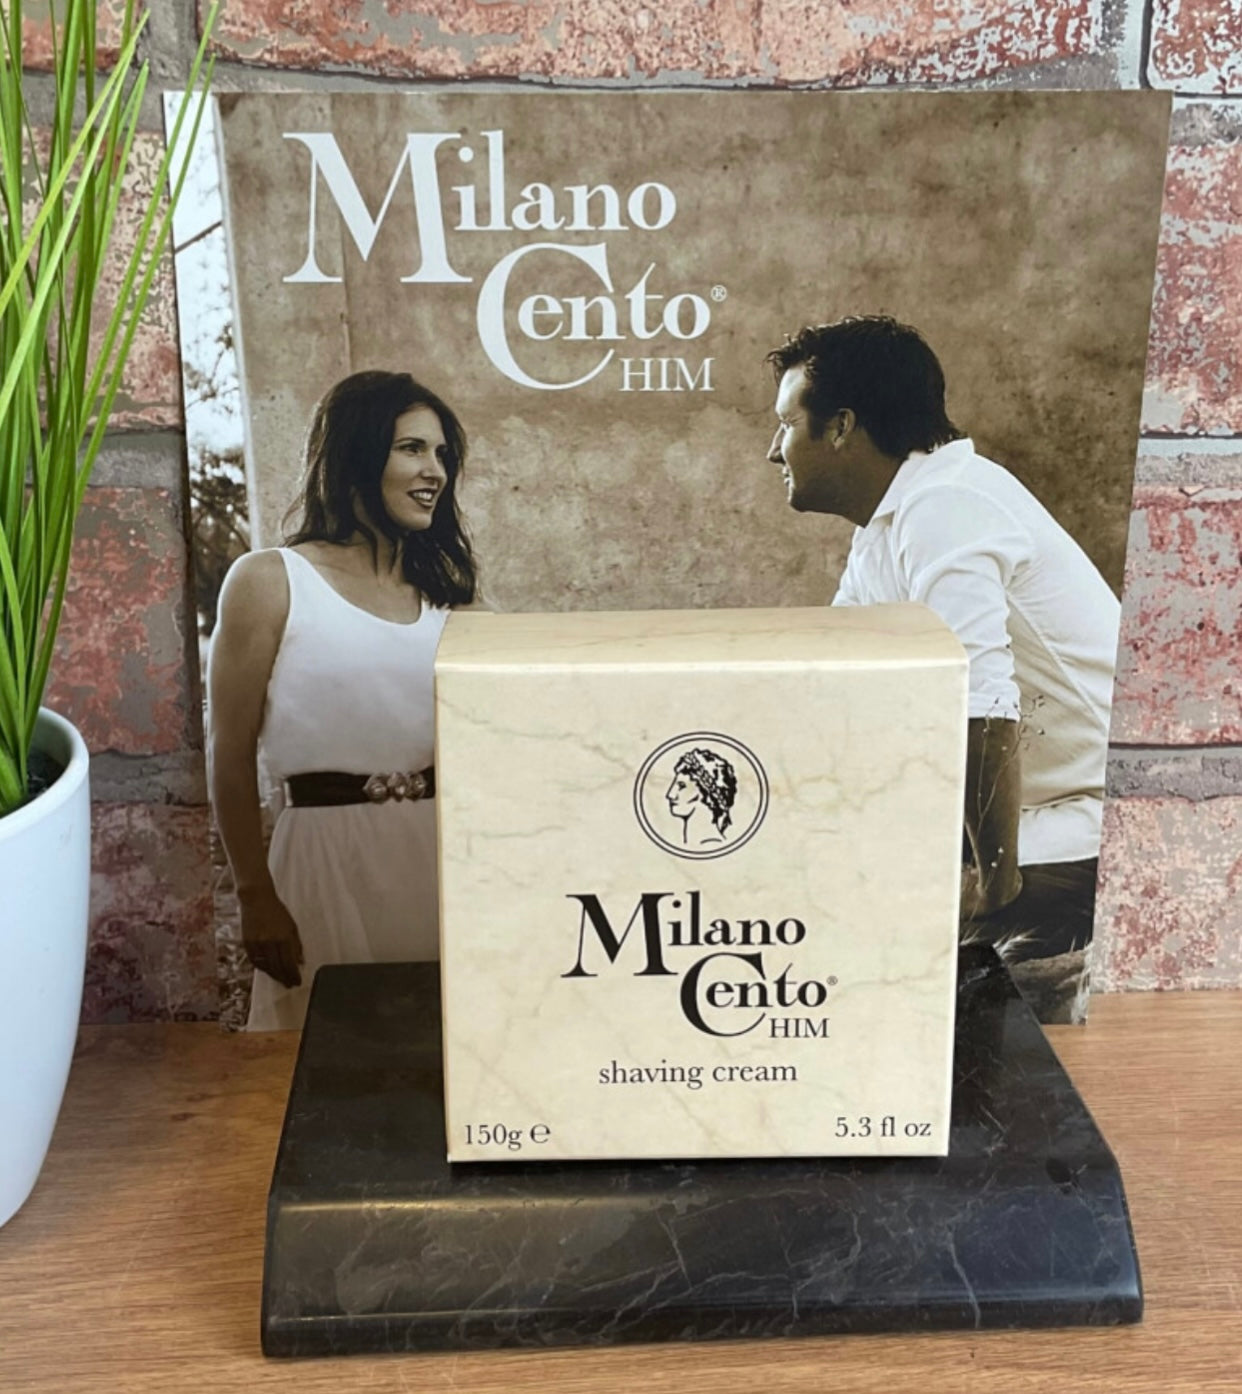 Milano
Cento®
HIM
Milano
Cento®
HIM
shaving cream
150g ℮
5.3 fl oz